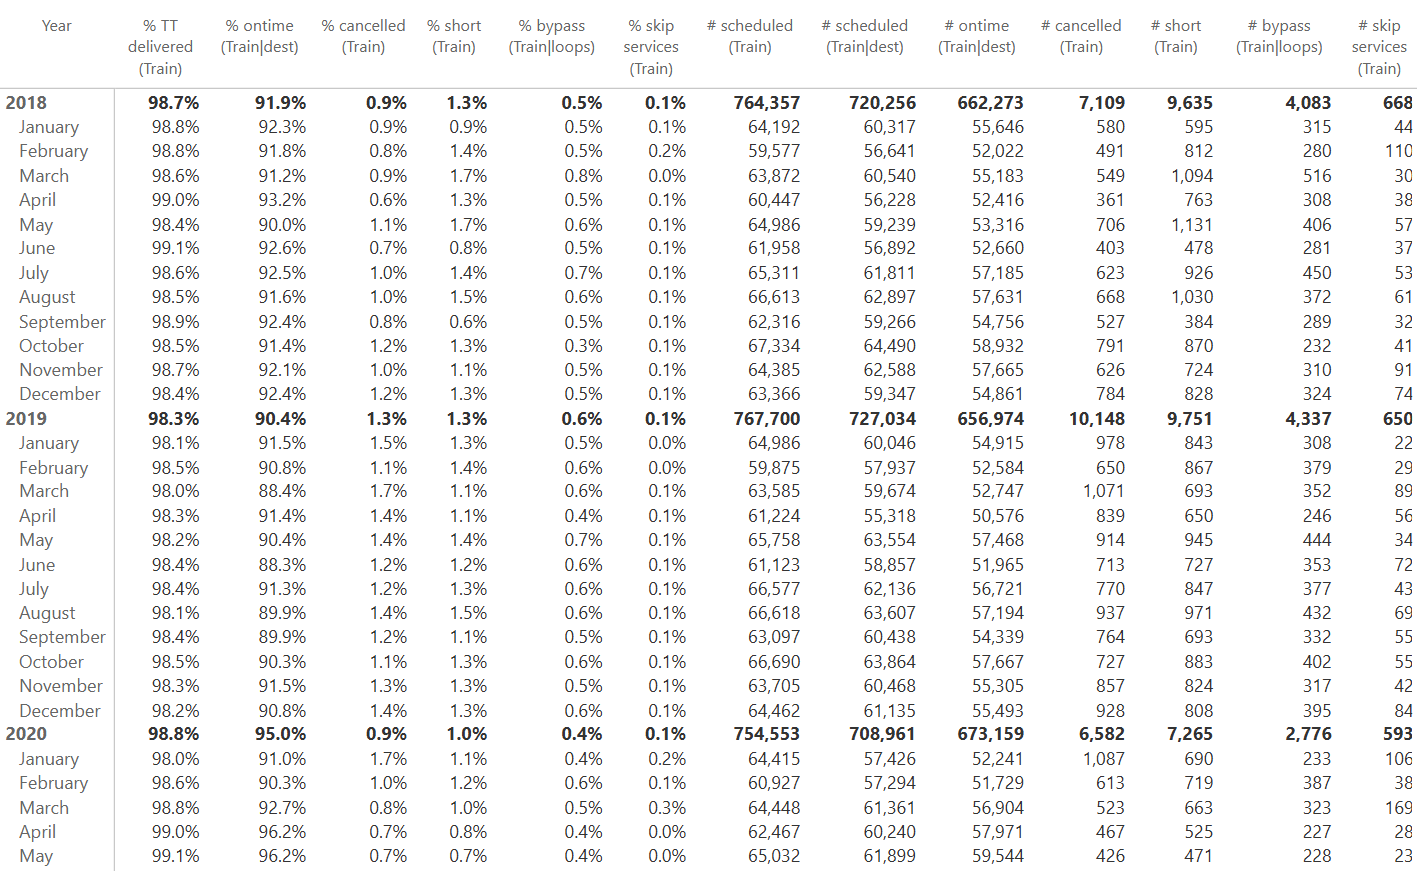 Year % TT delivered (Train) % ontime (Train|dest) % cancelled (Train) % short (Train) % bypass (Train|loops) % skip services (Train) # scheduled (Train) # scheduled (Train|dest) # ontime (Train|dest) # cancelled (Train) # short (Train) # bypass (Train|loops) # skip services (Train)
2018 98.7% 91.9% 0.9% 1.3% 0.5% 0.1% 764,357 720,256 662,273 7,109 9,635 4,083 668
January 98.8% 92.3% 0.9% 0.9% 0.5% 0.1% 64,192 60,317 55,646 580 595 315 44
February 98.8% 91.8% 0.8% 1.4% 0.5% 0.2% 59,577 56,641 52,022 491 812 280 110
March 98.6% 91.2% 0.9% 1.7% 0.8% 0.0% 63,872 60,540 55,183 549 1,094 516 30
April 99.0% 93.2% 0.6% 1.3% 0.5% 0.1% 60,447 56,228 52,416 361 763 308 38
May 98.4% 90.0% 1.1% 1.7% 0.6% 0.1% 64,986 59,239 53,316 706 1,131 406 57
June 99.1% 92.6% 0.7% 0.8% 0.5% 0.1% 61,958 56,892 52,660 403 478 281 37
July 98.6% 92.5% 1.0% 1.4% 0.7% 0.1% 65,311 61,811 57,185 623 926 450 53
August 98.5% 91.6% 1.0% 1.5% 0.6% 0.1% 66,613 62,897 57,631 668 1,030 372 61
September 98.9% 92.4% 0.8% 0.6% 0.5% 0.1% 62,316 59,266 54,756 527 384 289 32
October 98.5% 91.4% 1.2% 1.3% 0.3% 0.1% 67,334 64,490 58,932 791 870 232 41
November 98.7% 92.1% 1.0% 1.1% 0.5% 0.1% 64,385 62,588 57,665 626 724 310 91
December 98.4% 92.4% 1.2% 1.3% 0.5% 0.1% 63,366 59,347 54,861 784 828 324 74
2019 98.3% 90.4% 1.3% 1.3% 0.6% 0.1% 767,700 727,034 656,974 10,148 9,751 4,337 650
January 98.1% 91.5% 1.5% 1.3% 0.5% 0.0% 64,986 60,046 54,915 978 843 308 22
February 98.5% 90.8% 1.1% 1.4% 0.6% 0.0% 59,875 57,937 52,584 650 867 379 29
March 98.0% 88.4% 1.7% 1.1% 0.6% 0.1% 63,585 59,674 52,747 1,071 693 352 89
April 98.3% 91.4% 1.4% 1.1% 0.4% 0.1% 61,224 55,318 50,576 839 650 246 56
May 98.2% 90.4% 1.4% 1.4% 0.7% 0.1% 65,758 63,554 57,468 914 945 444 34
June 98.4% 88.3% 1.2% 1.2% 0.6% 0.1% 61,123 58,857 51,965 713 727 353 72
July 98.4% 91.3% 1.2% 1.3% 0.6% 0.1% 66,577 62,136 56,721 770 847 377 43
August 98.1% 89.9% 1.4% 1.5% 0.6% 0.1% 66,618 63,607 57,194 937 971 432 69
September 98.4% 89.9% 1.2% 1.1% 0.5% 0.1% 63,097 60,438 54,339 764 693 332 55
October 98.5% 90.3% 1.1% 1.3% 0.6% 0.1% 66,690 63,864 57,667 727 883 402 55
November 98.3% 91.5% 1.3% 1.3% 0.5% 0.1% 63,705 60,468 55,305 857 824 317 42
December 98.2% 90.8% 1.4% 1.3% 0.6% 0.1% 64,462 61,135 55,493 928 808 395 84
2020 98.8% 95.0% 0.9% 1.0% 0.4% 0.1% 754,553 708,961 673,159 6,582 7,265 2,776 593
January 98.0% 91.0% 1.7% 1.1% 0.4% 0.2% 64,415 57,426 52,241 1,087 690 233 106
February 98.6% 90.3% 1.0% 1.2% 0.6% 0.1% 60,927 57,294 51,729 613 719 387 38
March 98.8% 92.7% 0.8% 1.0% 0.5% 0.3% 64,448 61,361 56,904 523 663 323 169
April 99.0% 96.2% 0.7% 0.8% 0.4% 0.0% 62,467 60,240 57,971 467 525 227 28
May 99.1% 96.2% 0.7% 0.7% 0.4% 0.0% 65,032 61,899 59,544 426 471 228 23